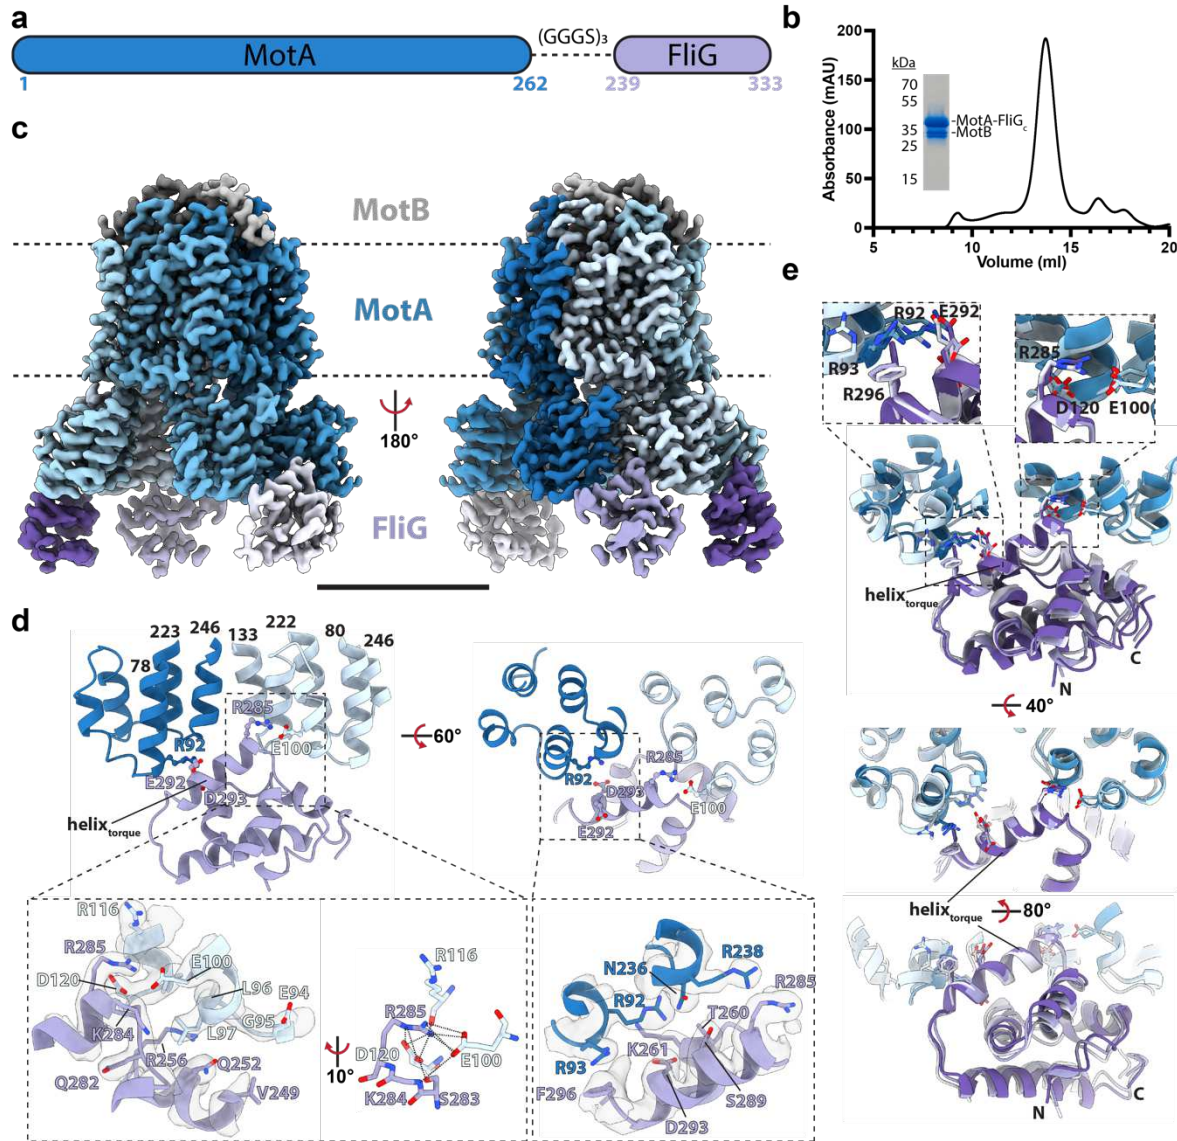 a
MotA
(GGGS)₃
FliG
1
262
239
333
b
Absorbance (mAU)
200
150
100
50
0
5
10
15
20
Volume (ml)
kDa
70
55
35
25
15
-MotA-FliGc
-MotB
c
MotB
MotA
180°
FliG
d
223
246
133
222
80
246
78
R285
R92
E100
E292
D293
helixtorque
60°
R285
R92
D293
E100
E292
R116
R285
D120
E100
L96
E94
K284
L97
G95
R256
Q252
Q282
V249
10°
R116
R285
D120
E100
K284
S283
N236
R238
R92
R285
T260
R93
K261
F296
S289
D293
e
R92
E292
R93
R296
R285
D120
E100
helixtorque
C
N
40°
helixtorque
80°
N
C